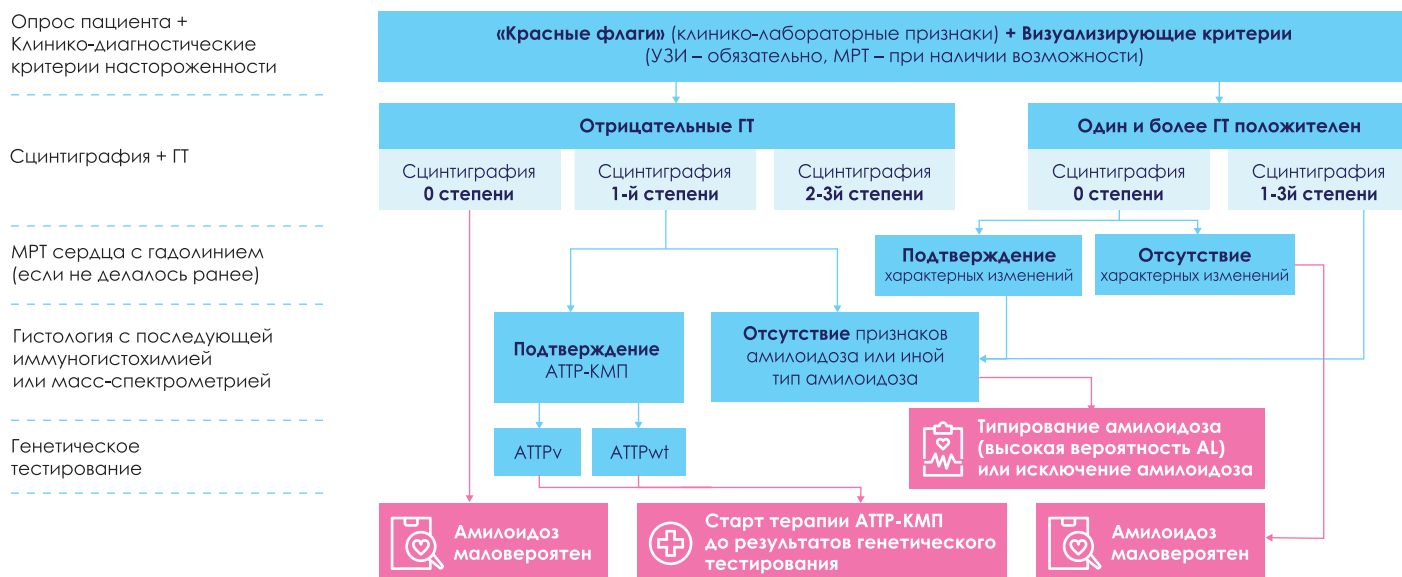 Опрос пациента +
Клинико-диагностические
критерии настороженности
«Красные флаги» (клинико-лабораторные признаки) + Визуализирующие критерии
(УЗИ – обязательно, МРТ – при наличии возможности)
Сцинтиграфия + ГТ
Отрицательные ГТ
Один и более ГТ положителен
Сцинтиграфия
0 степени
Сцинтиграфия
1-й степени
Сцинтиграфия
2-3й степени
Сцинтиграфия
0 степени
Сцинтиграфия
1-3й степени
МРТ сердца с гадолинием
(если не делалось ранее)
Подтверждение
характерных изменений
Отсутствие
характерных изменений
Гистология с последующей
иммуногистохимией
или масс-спектрометрией
Подтверждение
АТТР-КМП
Отсутствие признаков
амилоидоза или иной
тип амилоидоза
Генетическое
тестирование
ATTPv
ATTPwt
Типирование амилоидоза
(высокая вероятность AL)
или исключение амилоидоза
Амилоидоз
маловероятен
Старт терапии АТТР-КМП
до результатов генетического
тестирования
Амилоидоз
маловероятен